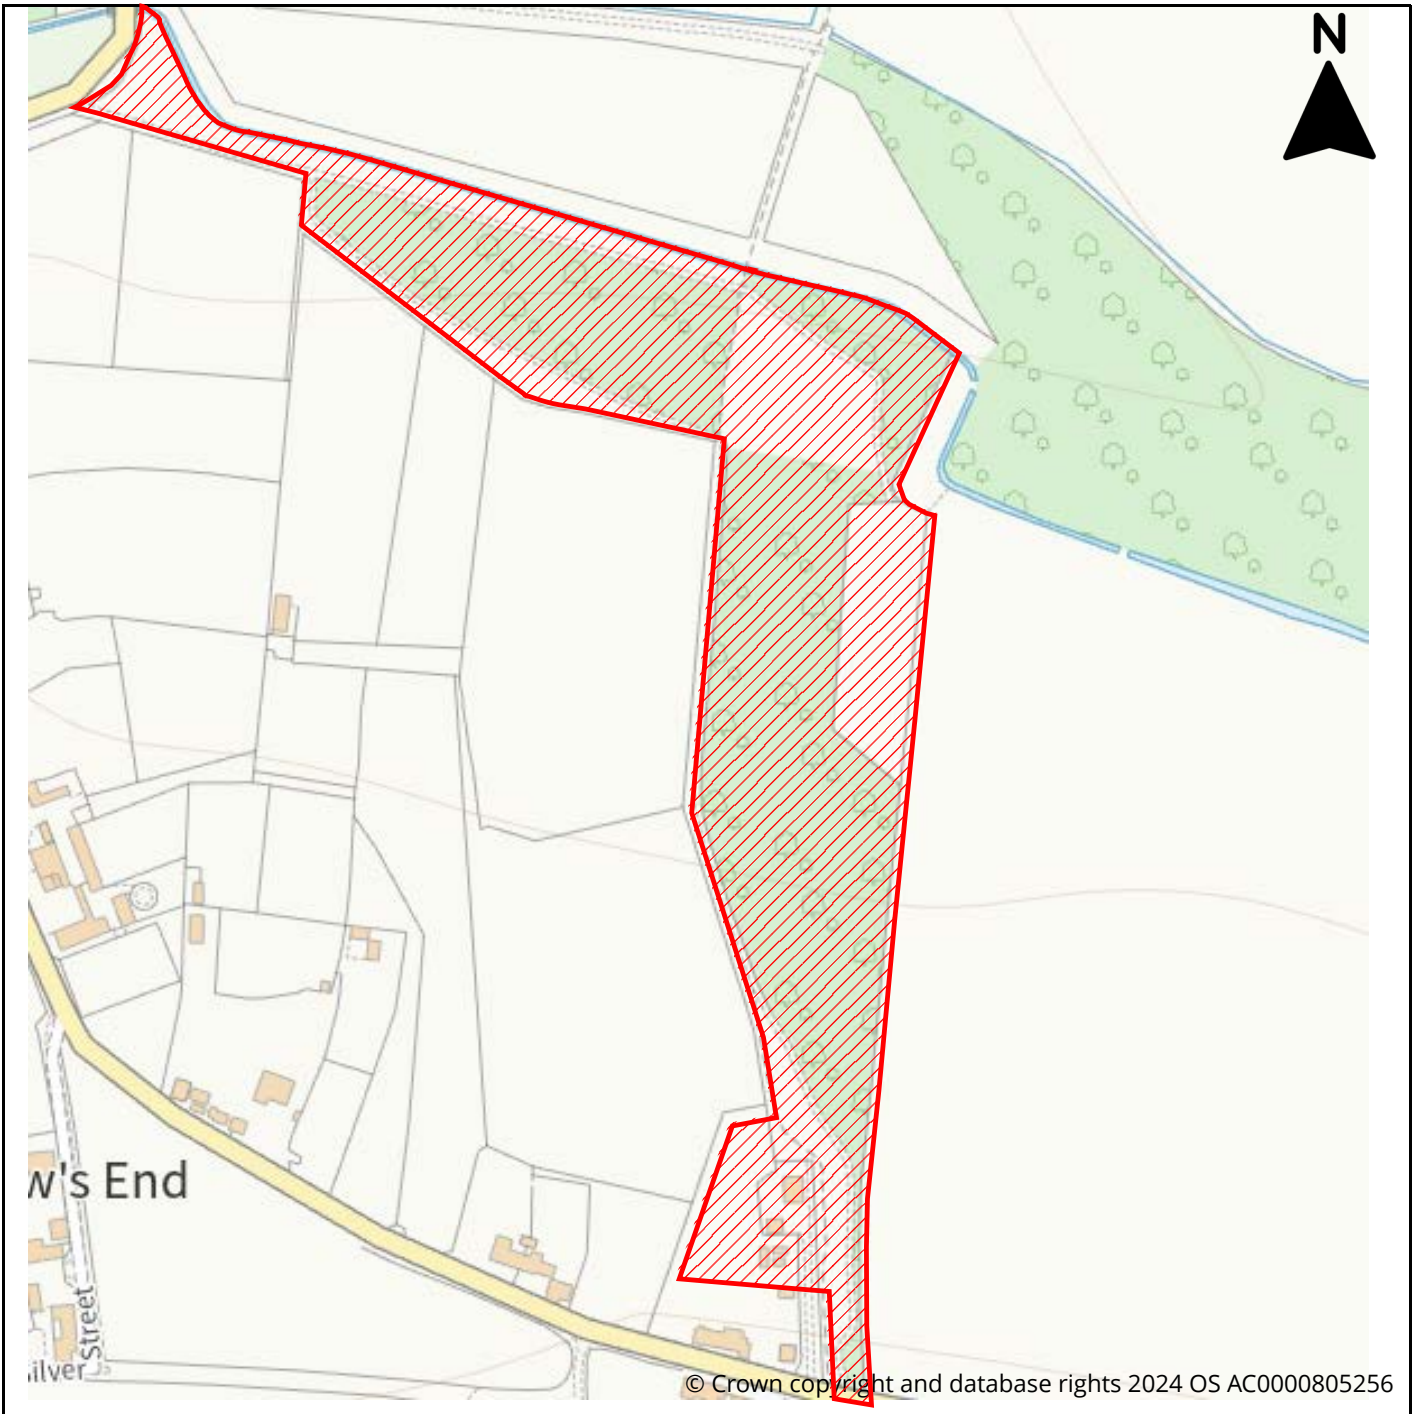 N
w's End
Street
ilver
© Crown copyright and database rights 2024 OS AC0000805256